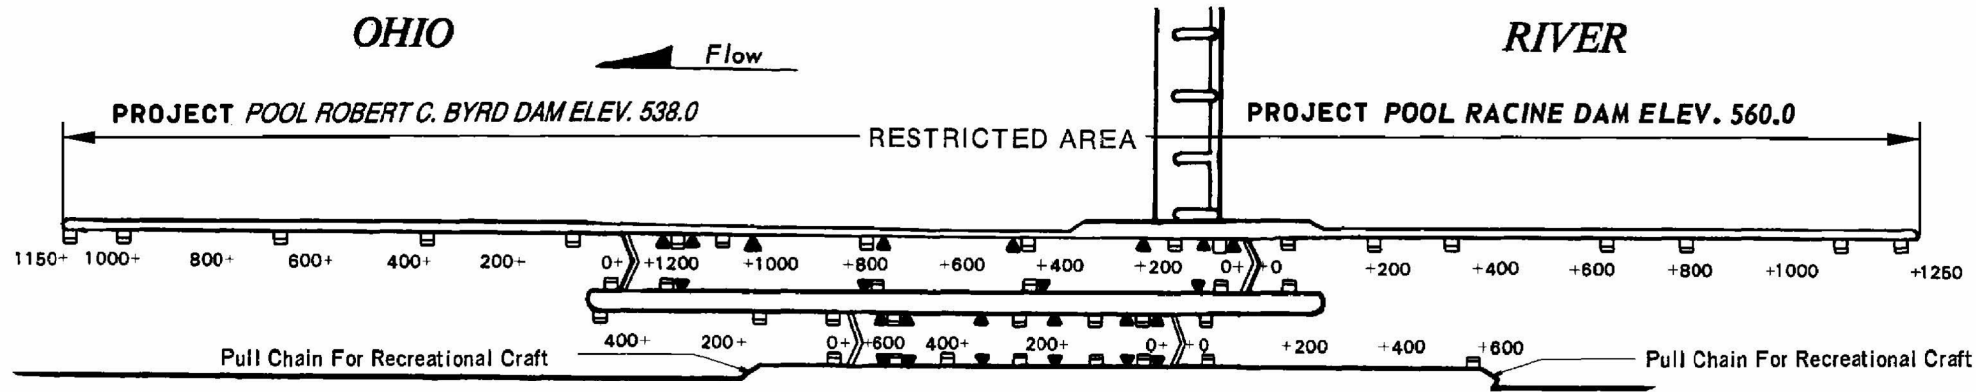 OHIO
RIVER
Flow
PROJECT POOL ROBERT C. BYRD DAM ELEV. 538.0
PROJECT POOL RACINE DAM ELEV. 560.0
RESTRICTED AREA
1150+ 1000+ 800+ 600+ 400+ 200+ 0+ +1200 +1000 +800 +600 +400 +200 0+ +0 +200 +400 +600 +800 +1000 +1250
400+ 200+ 0+ +600 400+ 200+ 0+ +0 +200 +400 +600
Pull Chain For Recreational Craft
Pull Chain For Recreational Craft